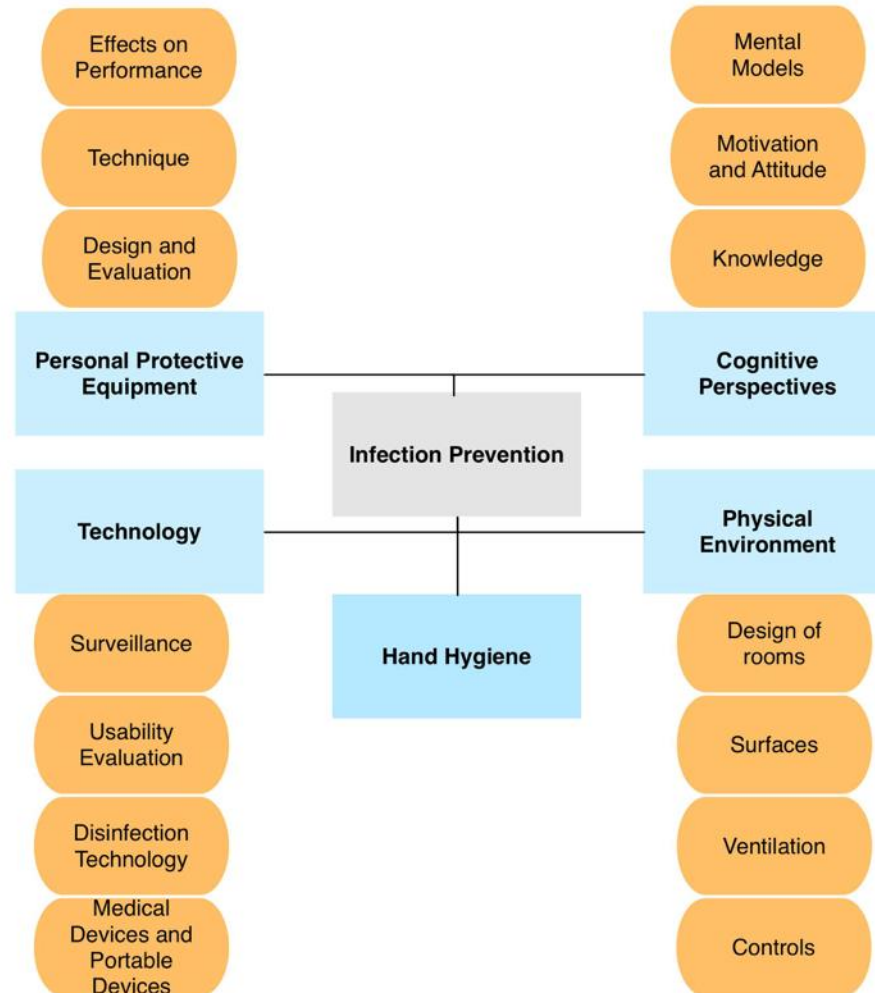 Effects on
Performance
Technique
Design and
Evaluation
Personal Protective
Equipment
Mental
Models
Motivation
and Attitude
Knowledge
Cognitive
Perspectives
Infection Prevention
Technology
Surveillance
Usability
Evaluation
Disinfection
Technology
Medical
Devices and
Portable
Devices
Hand Hygiene
Physical
Environment
Design of
rooms
Surfaces
Ventilation
Controls